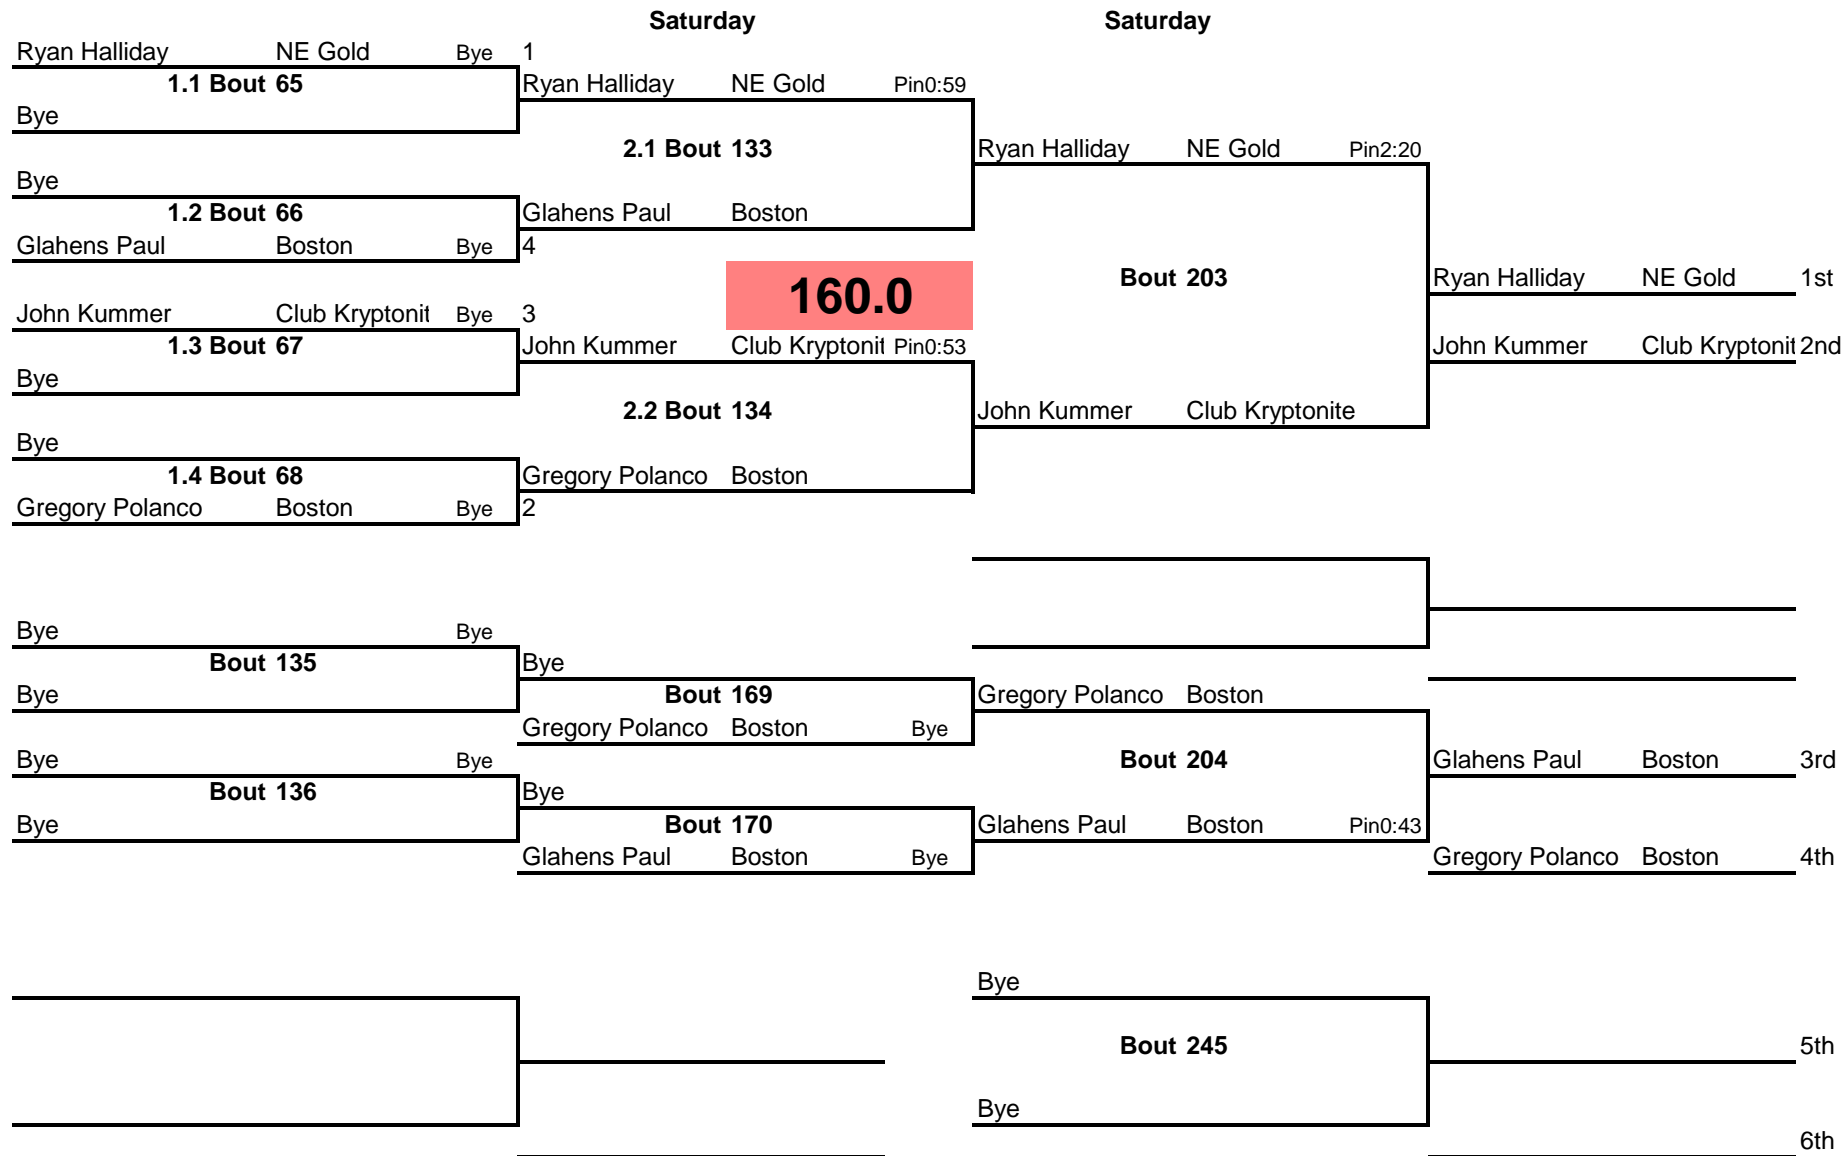 Saturday Saturday
Ryan Halliday NE Gold Bye 1
1.1 Bout 65 Ryan Halliday NE Gold Pin0:59
Bye
2.1 Bout 133 Ryan Halliday NE Gold Pin2:20
Bye
1.2 Bout 66 Glahens Paul Boston
Glahens Paul Boston Bye 4
160.0 Bout 203 Ryan Halliday NE Gold 1st
John Kummer Club Kryptonit Bye 3
1.3 Bout 67 John Kummer Club Kryptonit Pin0:53 John Kummer Club Kryptonit 2nd
Bye
2.2 Bout 134 John Kummer Club Kryptonite
Bye
1.4 Bout 68 Gregory Polanco Boston
Gregory Polanco Boston Bye 2
Bye Bye
Bout 135 Bye
Bye Bout 169 Gregory Polanco Boston
Gregory Polanco Boston Bye
Bye Bye Bout 204 Glahens Paul Boston 3rd
Bout 136 Bye
Bye Bout 170 Glahens Paul Boston Pin0:43
Glahens Paul Boston Bye Gregory Polanco Boston 4th
Bye
Bout 245 5th
Bye
6th